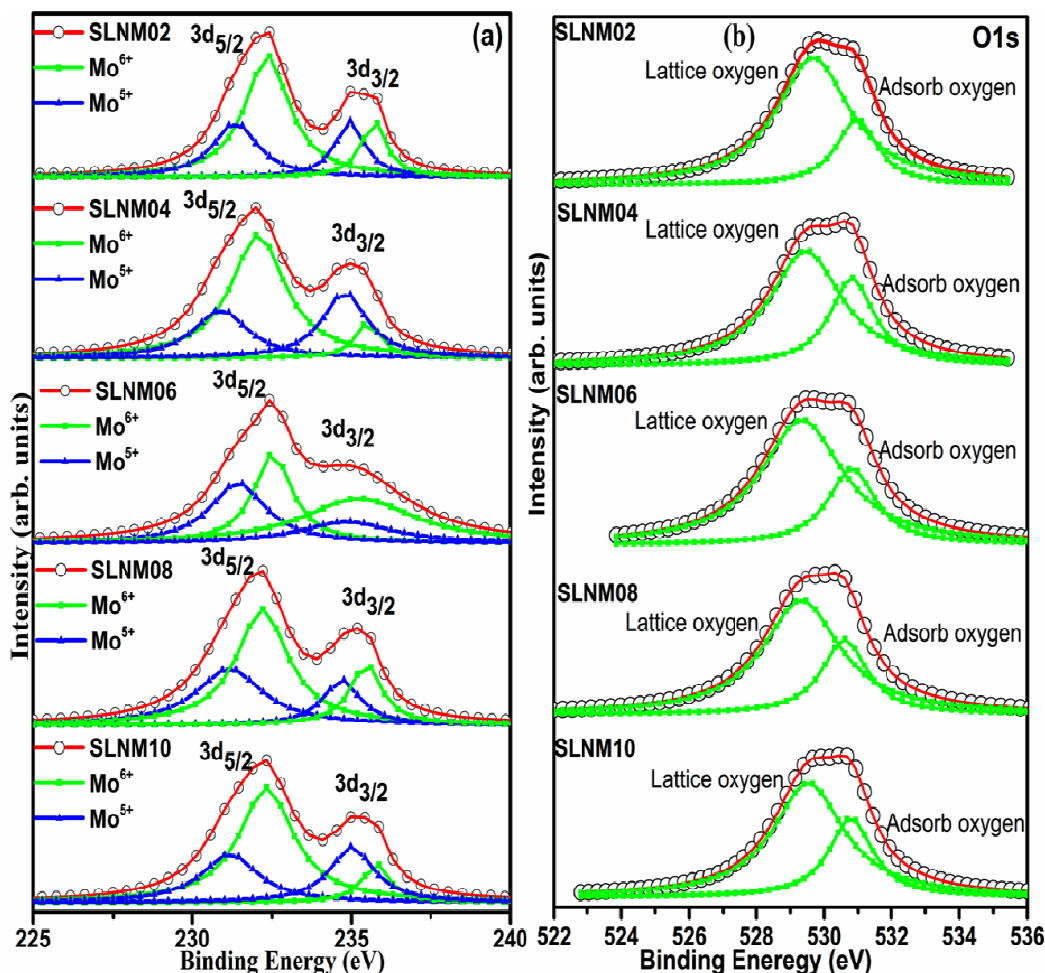 SLNM02
Mo6+
Mo5+
3d5/2
3d3/2
(a)
SLNM04
Mo6+
Mo5+
3d5/2
3d3/2
SLNM06
Mo6+
Mo5+
3d5/2
3d3/2
SLNM08
Mo6+
Mo5+
3d5/2
3d3/2
SLNM10
Mo6+
Mo5+
3d5/2
3d3/2
Intensity (arb. units)
225 230 235 240
Binding Energy (eV)
SLNM02
(b)
O1s
Lattice oxygen
Adsorb oxygen
SLNM04
Lattice oxygen
Adsorb oxygen
SLNM06
Lattice oxygen
Adsorb oxygen
SLNM08
Lattice oxygen
Adsorb oxygen
SLNM10
Lattice oxygen
Adsorb oxygen
Intensity (arb. units)
522 524 526 528 530 532 534 536
Binding Energy (eV)